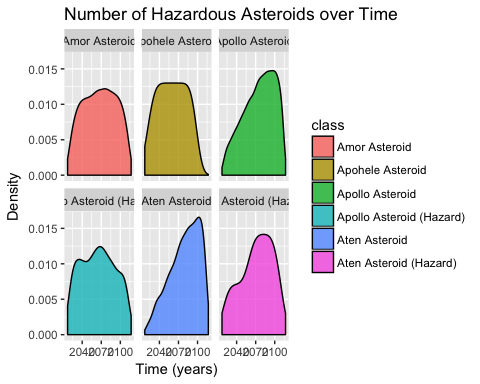 Number of Hazardous Asteroids over Time
Amor Asteroid
pohele Asteroi
Apollo Asteroid
0.015
0.010
0.005
0.000
o Asteroid (Ha
Aten Asteroid
Asteroid (Haz
0.015
0.010
0.005
0.000
2040 2070 2100
2040 2070 2100
2040 2070 2100
Density
Time (years)
class
Amor Asteroid
Apohele Asteroid
Apollo Asteroid
Apollo Asteroid (Hazard)
Aten Asteroid
Aten Asteroid (Hazard)